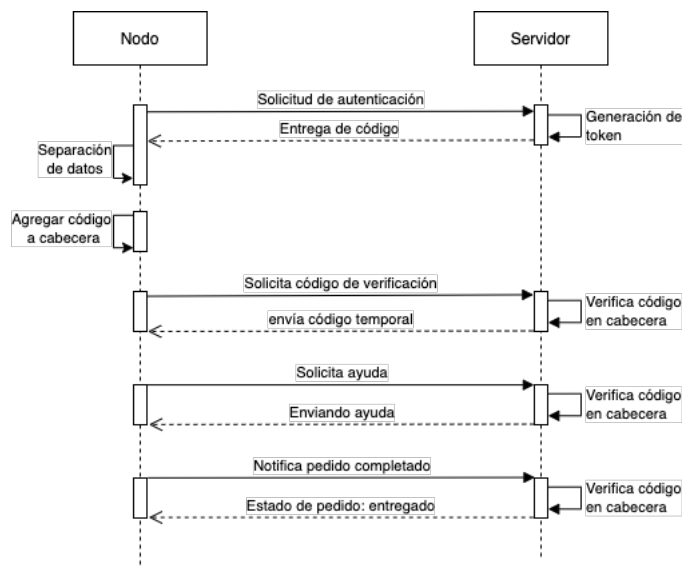 Nodo
Servidor
Solicitud de autenticación
Generación de
token
Entrega de código
Separación
de datos
Agregar código
a cabecera
Solicita código de verificación
Verifica código
en cabecera
envía código temporal
Solicita ayuda
Verifica código
en cabecera
Enviando ayuda
Notifica pedido completado
Verifica código
en cabecera
Estado de pedido: entregado